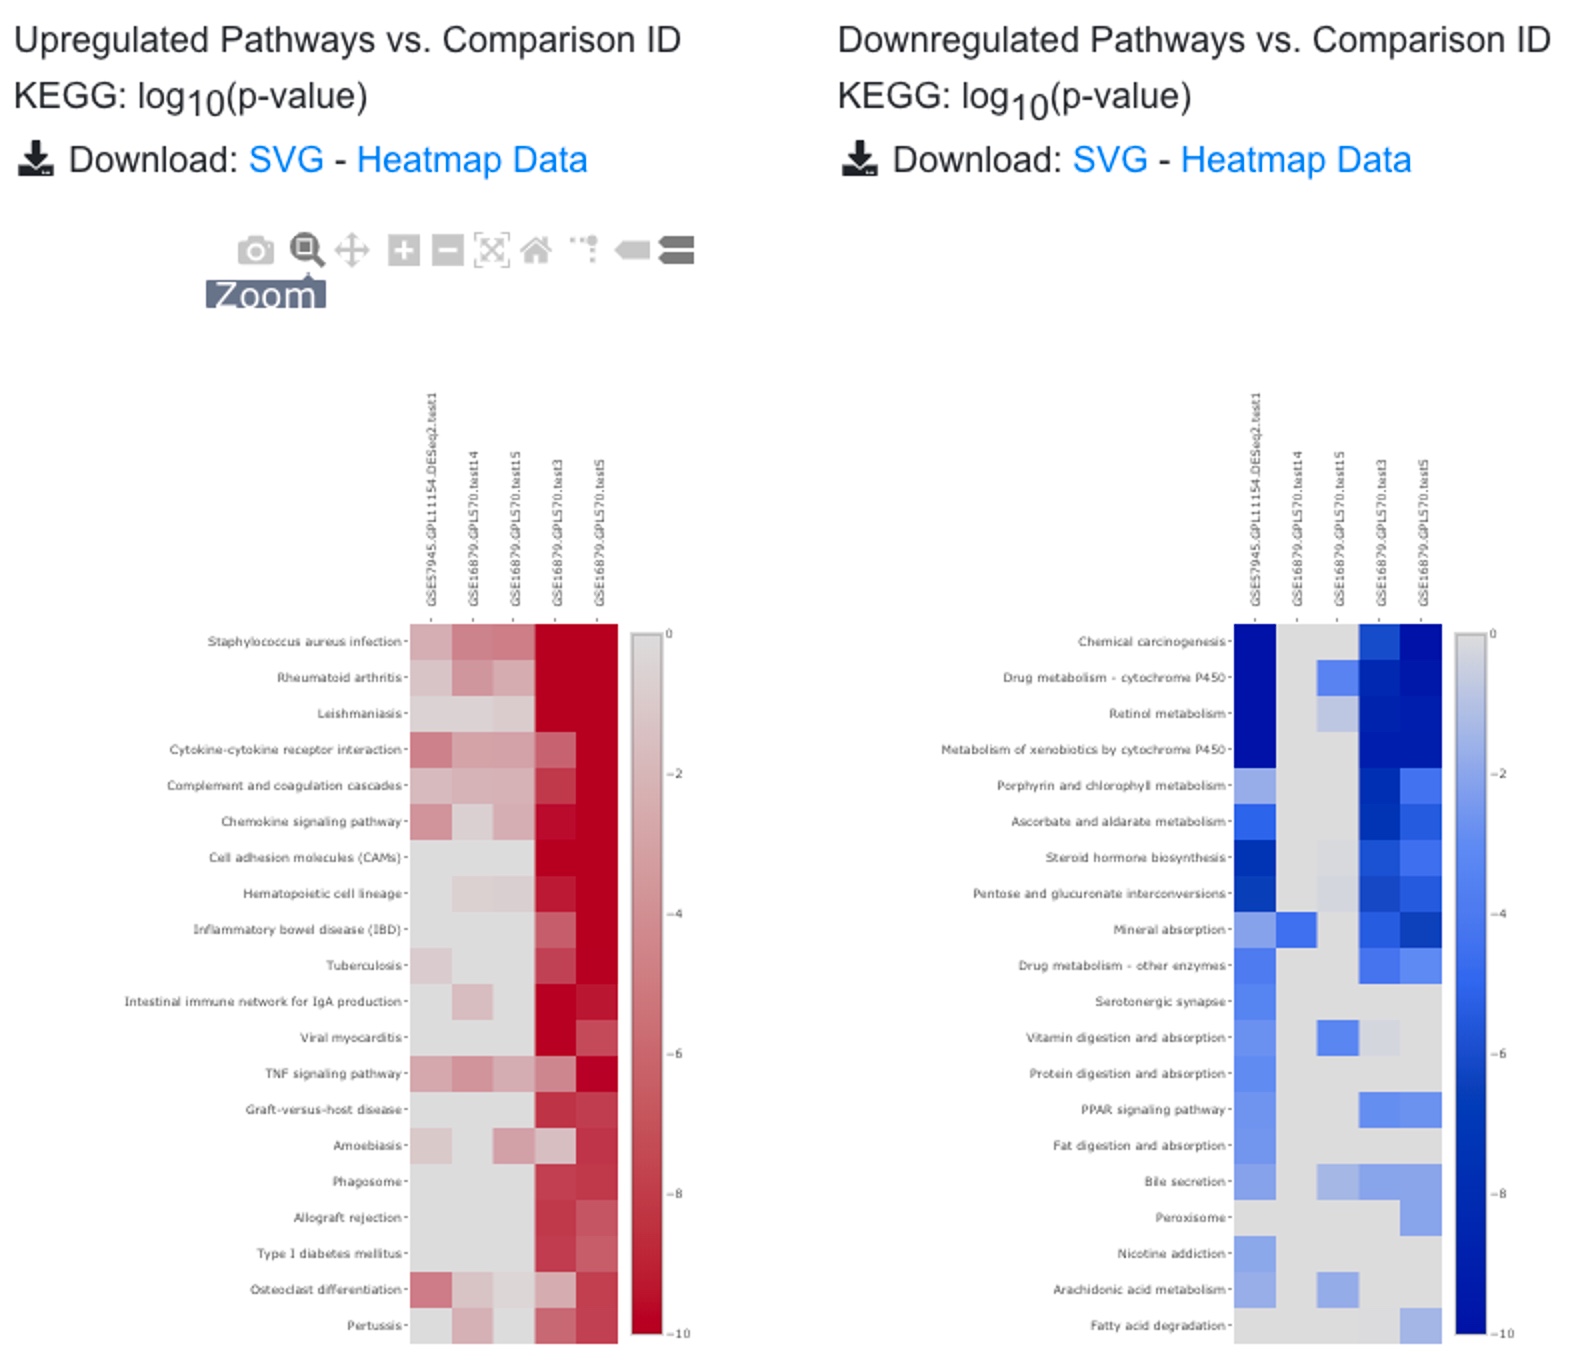 Upregulated Pathways vs. Comparison ID
KEGG: log10(p-value)
Download: SVG - Heatmap Data
Zoom
GSE57945.GPL11154.DESeq2.test1
GSE16879.GPL570.test14
GSE16879.GPL570.test15
GSE16879.GPL570.test3
GSE16879.GPL570.test5
Staphylococcus aureus infection
Rheumatoid arthritis
Leishmaniasis
Cytokine-cytokine receptor interaction
Complement and coagulation cascades
Chemokine signaling pathway
Cell adhesion molecules (CAMs)
Hematopoietic cell lineage
Inflammatory bowel disease (IBD)
Tuberculosis
Intestinal immune network for IgA production
Viral myocarditis
TNF signaling pathway
Graft-versus-host disease
Amoebiasis
Phagosome
Allograft rejection
Type I diabetes mellitus
Osteoclast differentiation
Pertussis
0
−2
−4
−6
−8
−10
Downregulated Pathways vs. Comparison ID
KEGG: log10(p-value)
Download: SVG - Heatmap Data
GSE57945.GPL11154.DESeq2.test1
GSE16879.GPL570.test14
GSE16879.GPL570.test15
GSE16879.GPL570.test3
GSE16879.GPL570.test5
Chemical carcinogenesis
Drug metabolism - cytochrome P450
Retinol metabolism
Metabolism of xenobiotics by cytochrome P450
Porphyrin and chlorophyll metabolism
Ascorbate and aldarate metabolism
Steroid hormone biosynthesis
Pentose and glucuronate interconversions
Mineral absorption
Drug metabolism - other enzymes
Serotonergic synapse
Vitamin digestion and absorption
Protein digestion and absorption
PPAR signaling pathway
Fat digestion and absorption
Bile secretion
Peroxisome
Nicotine addiction
Arachidonic acid metabolism
Fatty acid degradation
0
−2
−4
−6
−8
−10